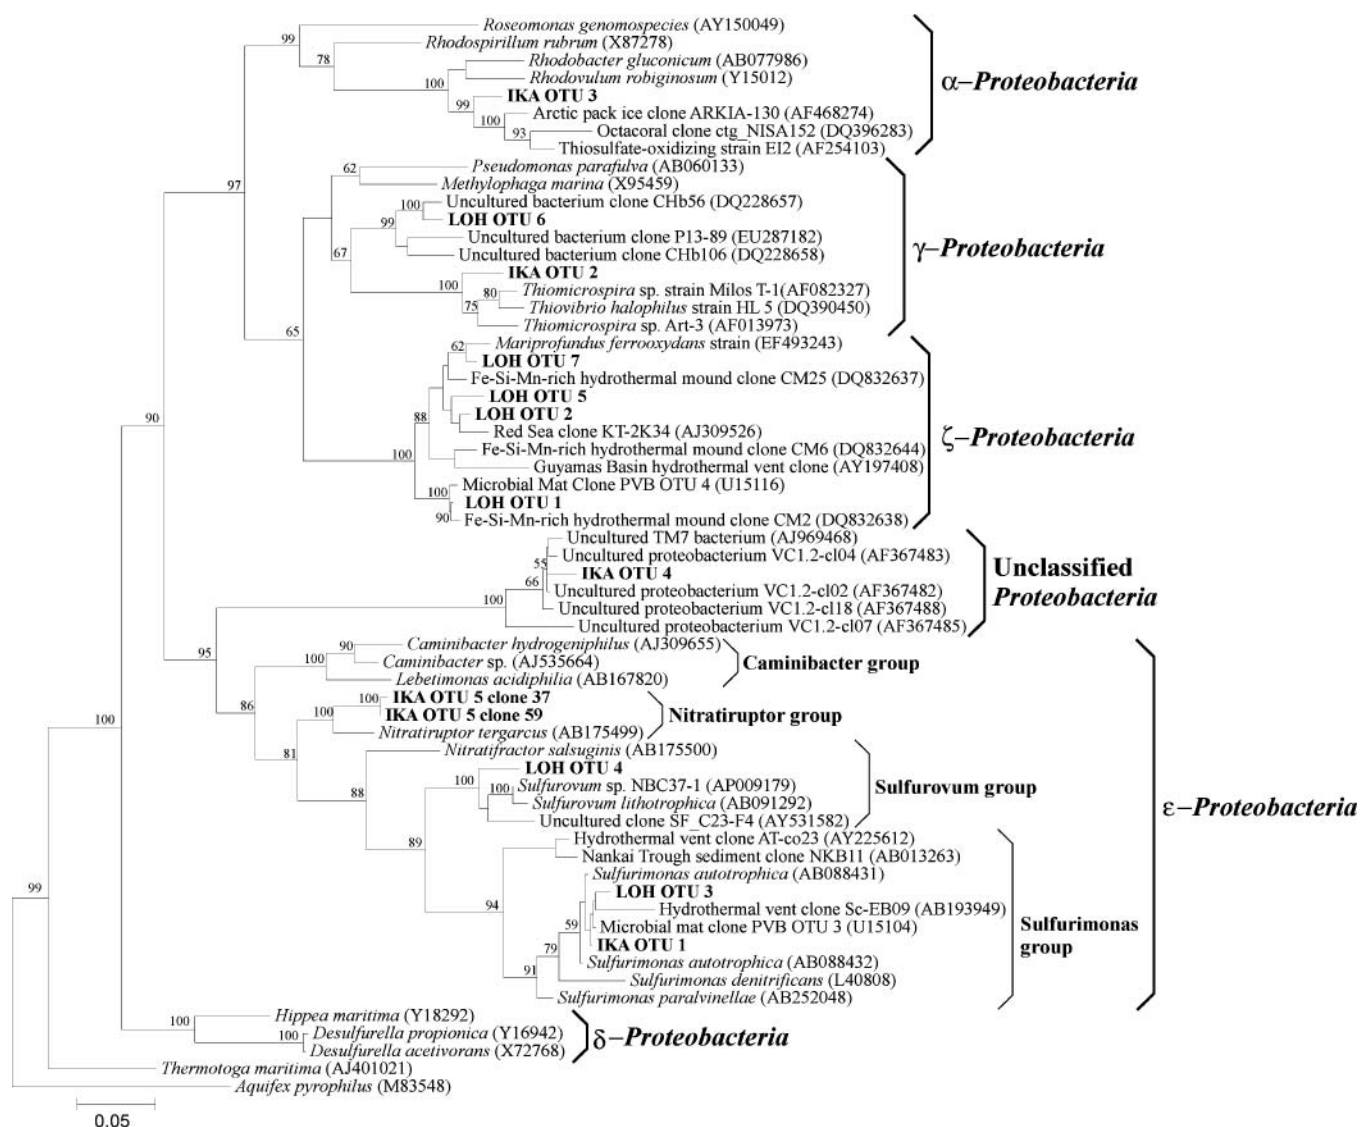 Roseomonas genomospecies (AY150049)
99
Rhodospirillum rubrum (X87278)
78
Rhodobacter gluconicum (AB077986)
Rhodovulum robiginosum (Y15012)
100
α–Proteobacteria
IKA OTU 3
99
Arctic pack ice clone ARKIA-130 (AF468274)
100
Octacoral clone ctg_NISA152 (DQ396283)
93
Thiosulfate-oxidizing strain EI2 (AF254103)
Pseudomonas parafulva (AB060133)
62
Methylophaga marina (X95459)
97
Uncultured bacterium clone CHb56 (DQ228657)
100
LOH OTU 6
99
Uncultured bacterium clone P13-89 (EU287182)
67
Uncultured bacterium clone CHb106 (DQ228658)
γ–Proteobacteria
IKA OTU 2
100
Thiomicrospira sp. strain Milos T-1(AF082327)
80
Thiovibrio halophilus strain HL 5 (DQ390450)
75
Thiomicrospira sp. Art-3 (AF013973)
65
Mariprofundus ferrooxydans strain (EF493243)
62
LOH OTU 7
Fe-Si-Mn-rich hydrothermal mound clone CM25 (DQ832637)
LOH OTU 5
LOH OTU 2
88
90
Red Sea clone KT-2K34 (AJ309526)
ζ–Proteobacteria
Fe-Si-Mn-rich hydrothermal mound clone CM6 (DQ832644)
100
Guyamas Basin hydrothermal vent clone (AY197408)
Microbial Mat Clone PVB OTU 4 (U15116)
100
LOH OTU 1
90
Fe-Si-Mn-rich hydrothermal mound clone CM2 (DQ832638)
Uncultured TM7 bacterium (AJ969468)
Uncultured proteobacterium VC1.2-cl04 (AF367483)
55
IKA OTU 4
Unclassified
Proteobacteria
66
Uncultured proteobacterium VC1.2-cl02 (AF367482)
100
Uncultured proteobacterium VC1.2-cl18 (AF367488)
Uncultured proteobacterium VC1.2-cl07 (AF367485)
Caminibacter hydrogeniphilus (AJ309655)
90
95
100
Caminibacter sp. (AJ535664)
Caminibacter group
Lebetimonas acidiphilia (AB167820)
IKA OTU 5 clone 37
100
86
100
IKA OTU 5 clone 59
Nitratiruptor group
100
Nitratiruptor tergarcus (AB175499)
81
Nitratifractor salsuginis (AB175500)
LOH OTU 4
100
Sulfurovum sp. NBC37-1 (AP009179)
100
Sulfurovum group
88
Sulfurovum lithotrophica (AB091292)
ε–Proteobacteria
Uncultured clone SF_C23-F4 (AY531582)
89
Hydrothermal vent clone AT-co23 (AY225612)
Nankai Trough sediment clone NKB11 (AB013263)
Sulfurimonas autotrophica (AB088431)
99
LOH OTU 3
94
Hydrothermal vent clone Sc-EB09 (AB193949)
59
Microbial mat clone PVB OTU 3 (U15104)
Sulfurimonas
group
IKA OTU 1
79
Sulfurimonas autotrophica (AB088432)
91
Sulfurimonas denitrificans (L40808)
Sulfurimonas paralvinellae (AB252048)
Hippea maritima (Y18292)
100
Desulfurella propionica (Y16942)
100
δ–Proteobacteria
Desulfurella acetivorans (X72768)
Thermotoga maritima (AJ401021)
Aquifex pyrophilus (M83548)
0.05